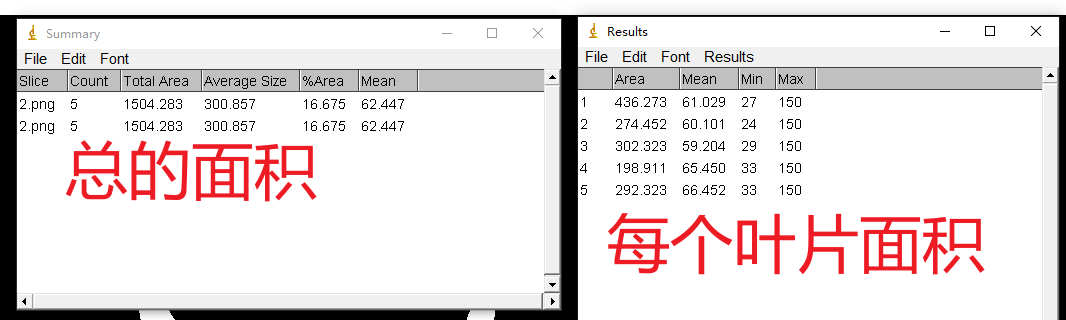 Summary
File Edit Font
Slice Count Total Area Average Size %Area Mean
2.png 5 1504.283 300.857 16.675 62.447
2.png 5 1504.283 300.857 16.675 62.447
总的面积
Results
File Edit Font Results
Area Mean Min Max
1 436.273 61.029 27 150
2 274.452 60.101 24 150
3 302.323 59.204 29 150
4 198.911 65.450 33 150
5 292.323 66.452 33 150
每个叶片面积